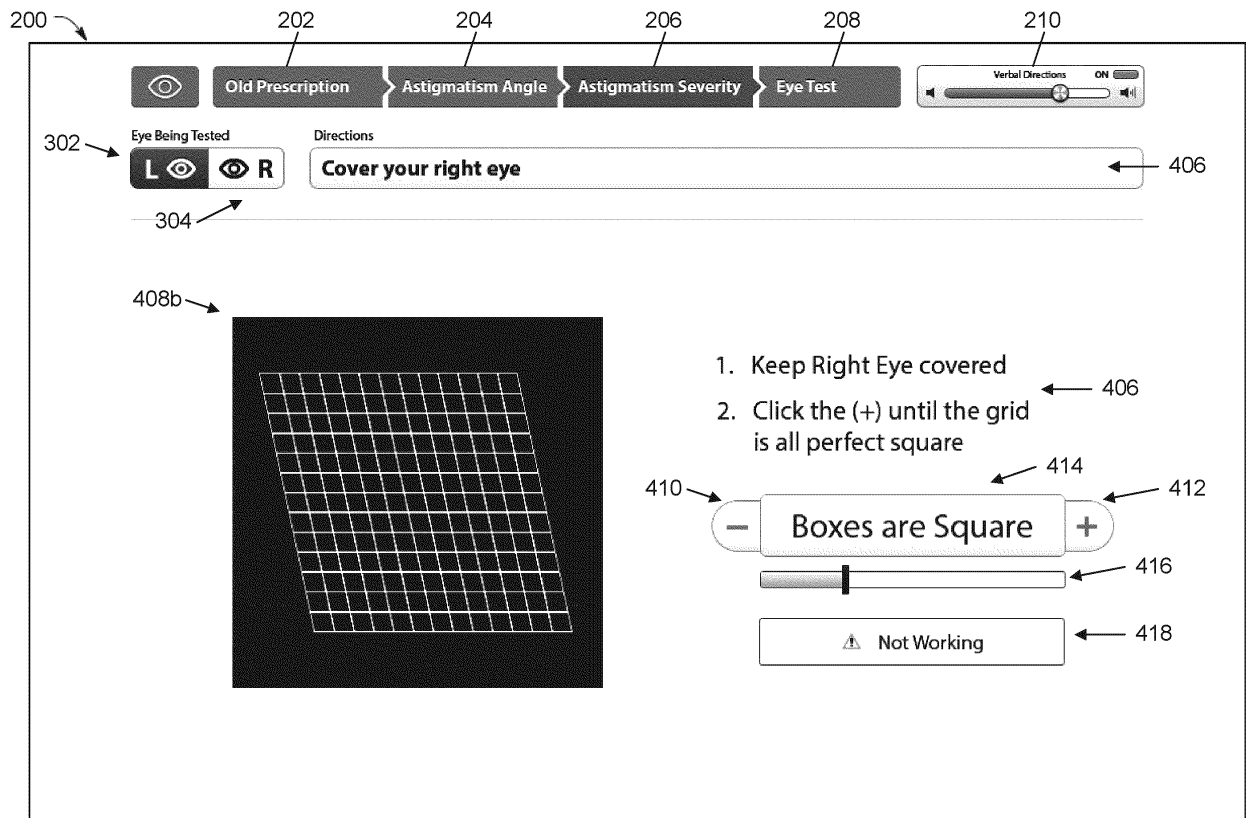 200 202 204 206 208 210
Old Prescription Astigmatism Angle Astigmatism Severity Eye Test
Verbal Directions ON
Eye Being Tested Directions
302
L R Cover your right eye 406
304
408b
1. Keep Right Eye covered
406
2. Click the (+) until the grid
is all perfect square
414
410 412
− Boxes are Square +
416
Not Working 418